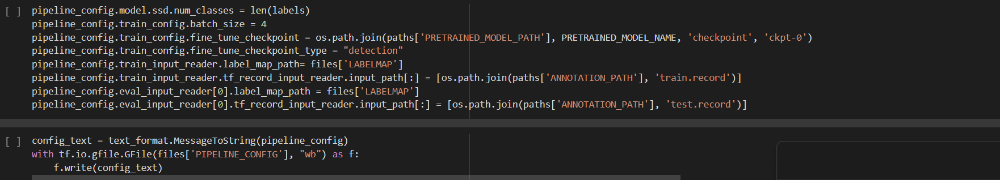 [ ] pipeline_config.model.ssd.num_classes = len(labels)
pipeline_config.train_config.batch_size = 4
pipeline_config.train_config.fine_tune_checkpoint = os.path.join(paths['PRETRAINED_MODEL_PATH'], PRETRAINED_MODEL_NAME, 'checkpoint', 'ckpt-0')
pipeline_config.train_config.fine_tune_checkpoint_type = "detection"
pipeline_config.train_input_reader.label_map_path= files['LABELMAP']
pipeline_config.train_input_reader.tf_record_input_reader.input_path[:] = [os.path.join(paths['ANNOTATION_PATH'], 'train.record')]
pipeline_config.eval_input_reader[0].label_map_path = files['LABELMAP']
pipeline_config.eval_input_reader[0].tf_record_input_reader.input_path[:] = [os.path.join(paths['ANNOTATION_PATH'], 'test.record')]
[ ] config_text = text_format.MessageToString(pipeline_config)
with tf.io.gfile.GFile(files['PIPELINE_CONFIG'], "wb") as f:
    f.write(config_text)